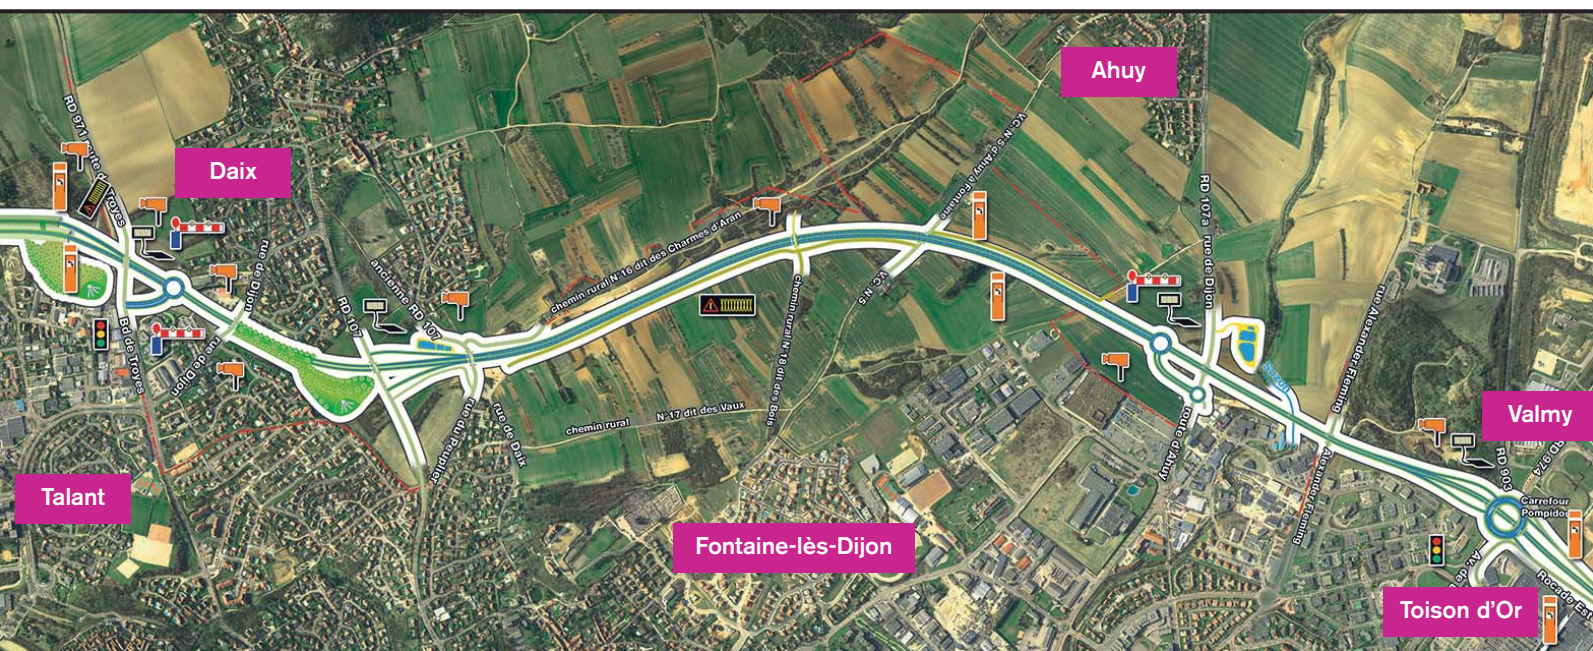 Ahuy
Daix
RD 971 route de Troyes
rue de Dijon
rue de Dijon
Bd de Troyes
RD 107
ancienne RD 107
chemin rural N°16 dit des Charmes d'Aran
V.C. N°5 d'Ahuy à Fontaine
V.C. N°5
chemin rural N°18 dit des Bois
chemin rural N°17 dit des Vaux
rue du Peuplier
rue de Daix
RD 107a rue de Dijon
route d'Ahuy
Suzon
rue Alexander Fleming
Alexander Fleming
Valmy
RD 903
RD 974
Carrefour
Pompidou
Av. de
Rocade Est
Talant
Fontaine-lès-Dijon
Toison d'Or